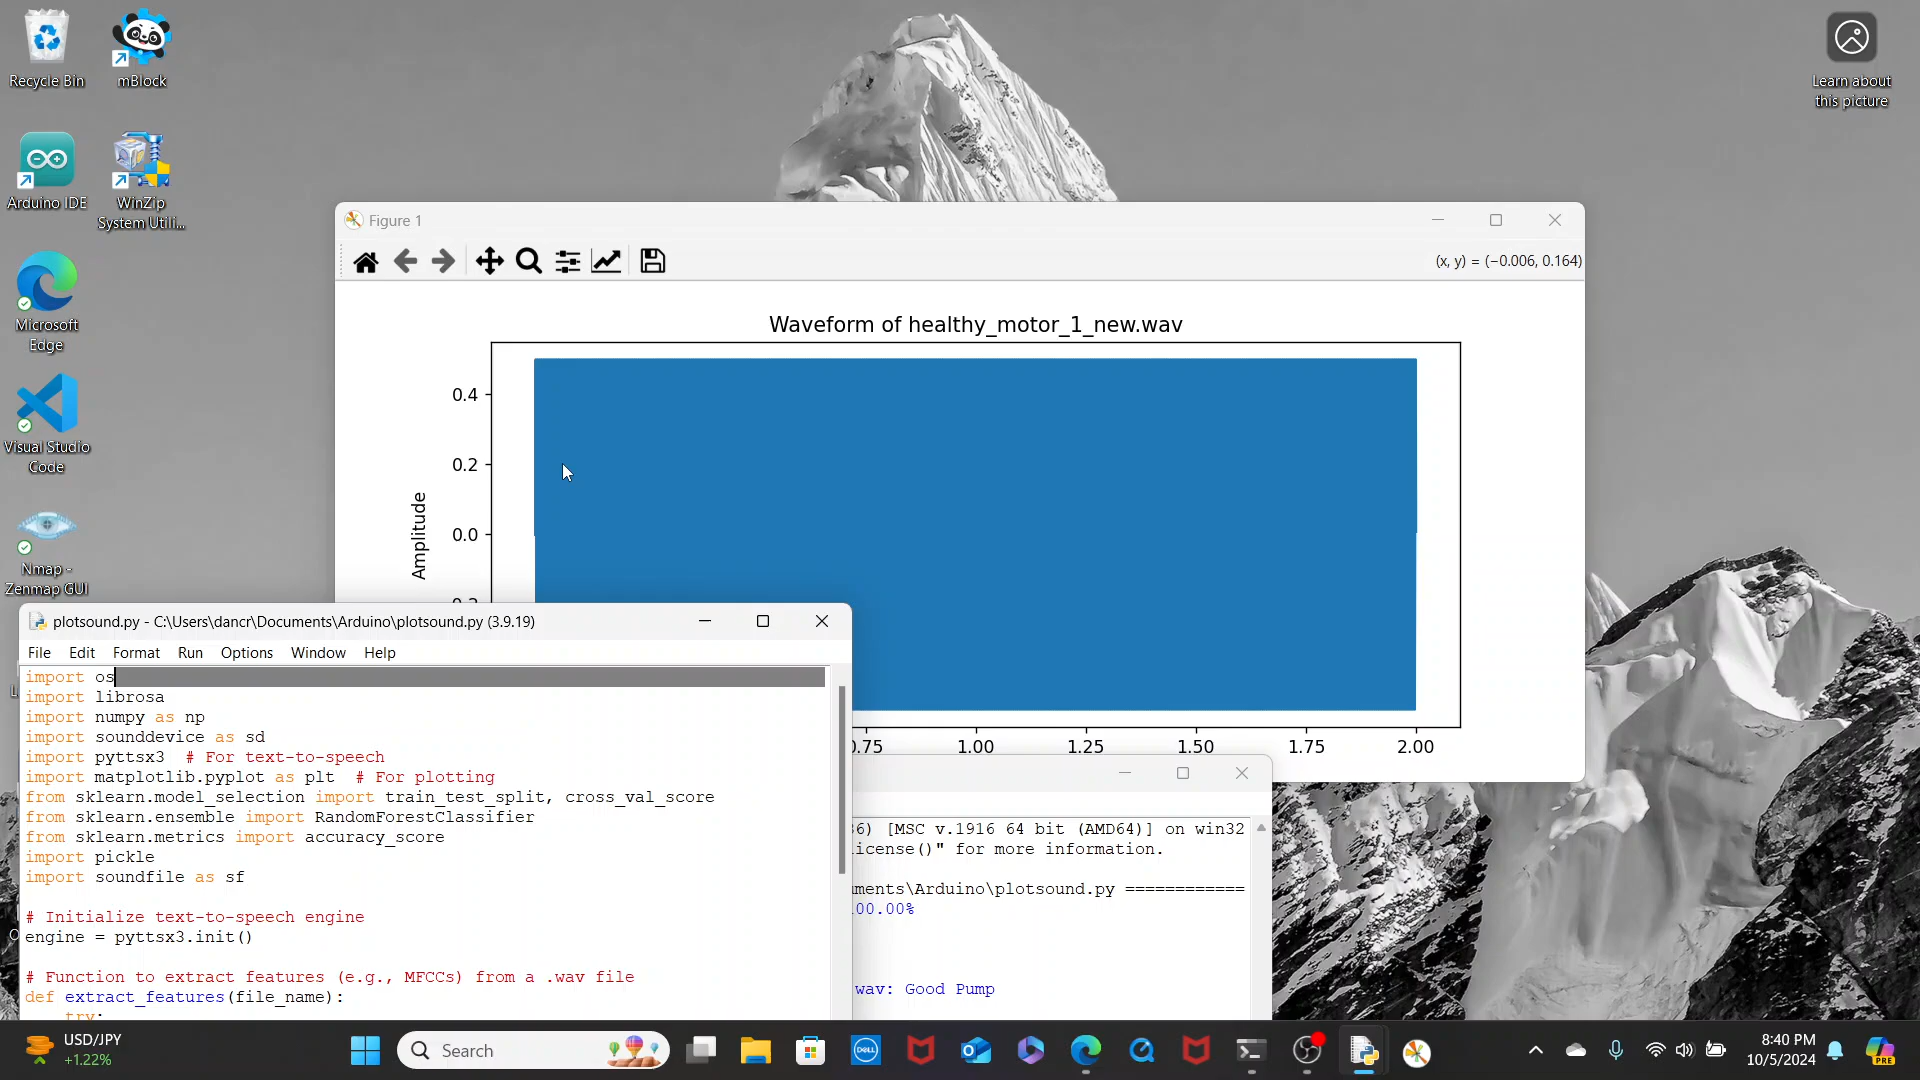 Recycle Bin
mBlock
Learn about
this picture
Arduino IDE
WinZip
System Utili...
Microsoft
Edge
Visual Studio
Code
Nmap -
Zenmap GUI
Figure 1
(x, y) = (−0.006, 0.164)
Waveform of healthy_motor_1_new.wav
0.4
0.2
0.0
Amplitude
0.75
1.00
1.25
1.50
1.75
2.00
plotsound.py - C:\Users\dancr\Documents\Arduino\plotsound.py (3.9.19)
File Edit Format Run Options Window Help
import os
import librosa
import numpy as np
import sounddevice as sd
import pyttsx3  # For text-to-speech
import matplotlib.pyplot as plt  # For plotting
from sklearn.model_selection import train_test_split, cross_val_score
from sklearn.ensemble import RandomForestClassifier
from sklearn.metrics import accuracy_score
import pickle
import soundfile as sf
# Initialize text-to-speech engine
engine = pyttsx3.init()
# Function to extract features (e.g., MFCCs) from a .wav file
def extract_features(file_name):
try:
[MSC v.1916 64 bit (AMD64)] on win32
icense()" for more information.
ments\Arduino\plotsound.py ============
00.00%
wav: Good Pump
USD/JPY
+1.22%
Search
DELL
PRE
8:40 PM
10/5/2024